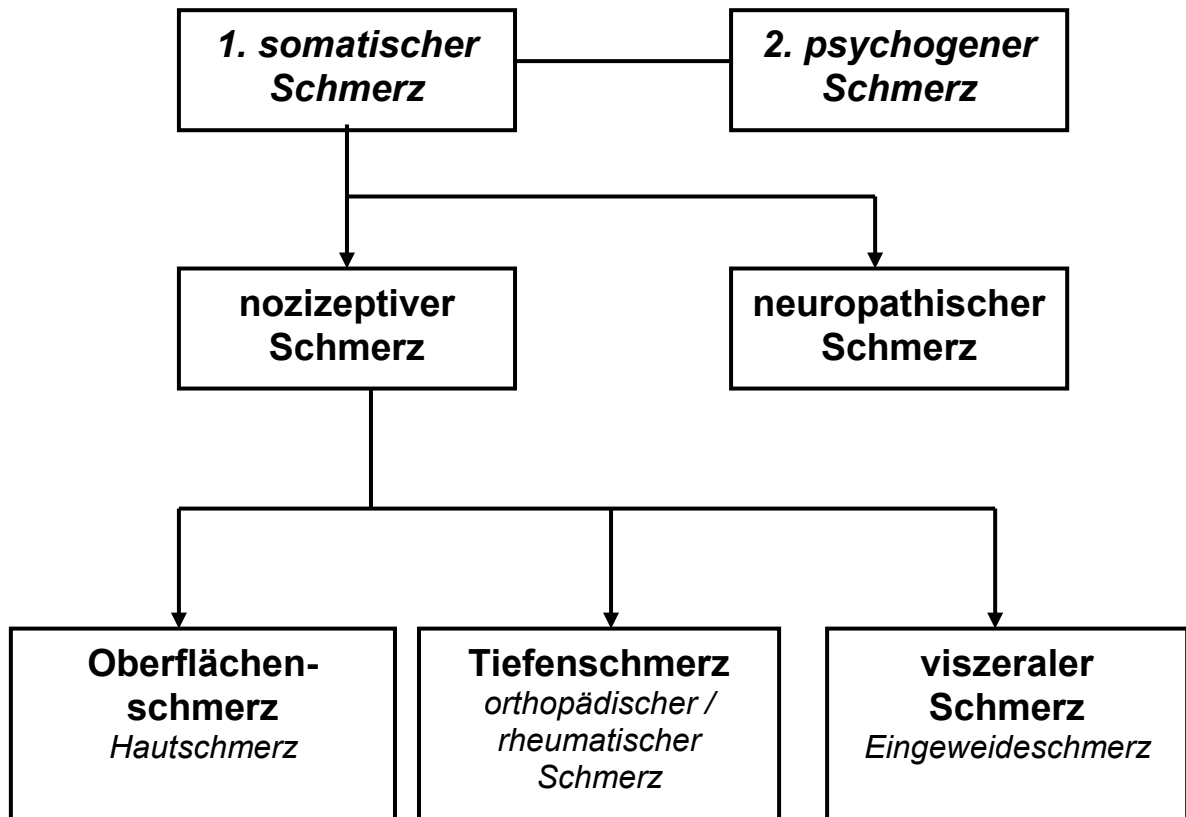 1. somatischer
Schmerz
2. psychogener
Schmerz
nozizeptiver
Schmerz
neuropathischer
Schmerz
Oberflächen-
schmerz
Hautschmerz
Tiefenschmerz
orthopädischer /
rheumatischer
Schmerz
viszeraler
Schmerz
Eingeweideschmerz